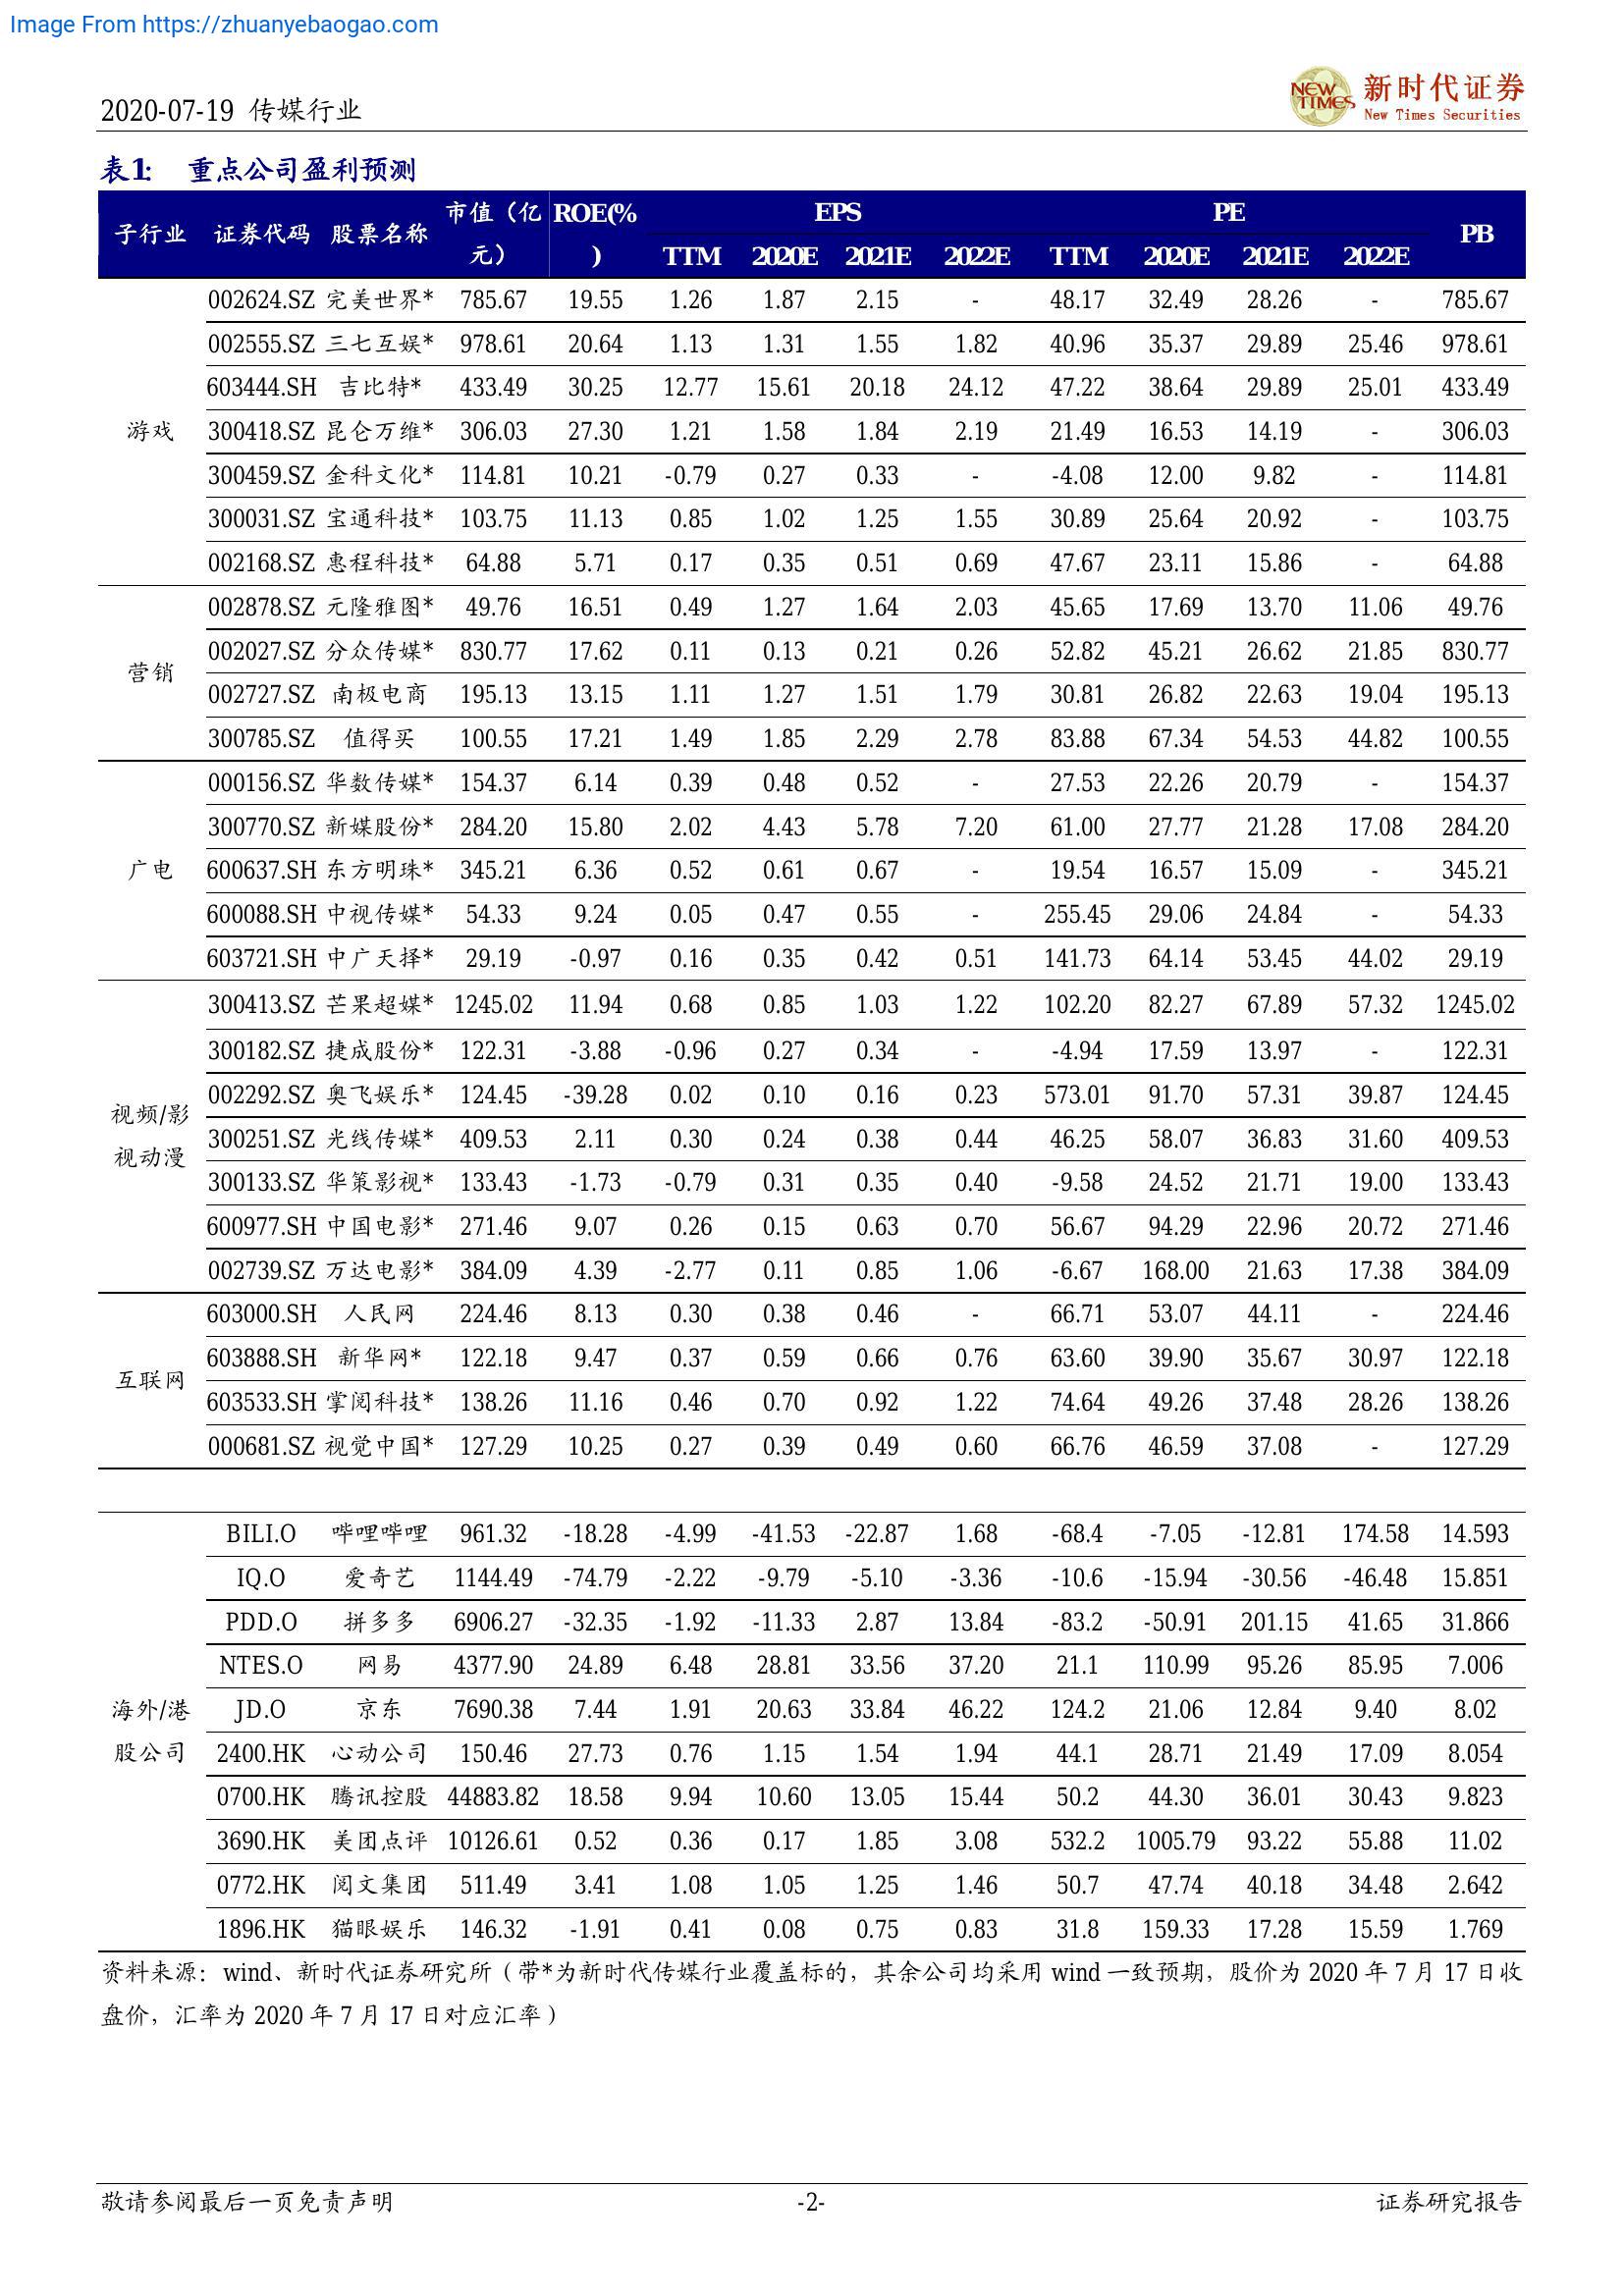 Image From https://zhuanyebaogao.com
2020-07-19 传媒行业
NEW TIMES 新时代证券
New Times Securities
表1: 重点公司盈利预测
子行业 证券代码 股票名称 市值（亿元） ROE(%) EPS PE PB
TTM 2020E 2021E 2022E TTM 2020E 2021E 2022E
游戏
002624.SZ 完美世界* 785.67 19.55 1.26 1.87 2.15 - 48.17 32.49 28.26 - 785.67
002555.SZ 三七互娱* 978.61 20.64 1.13 1.31 1.55 1.82 40.96 35.37 29.89 25.46 978.61
603444.SH 吉比特* 433.49 30.25 12.77 15.61 20.18 24.12 47.22 38.64 29.89 25.01 433.49
300418.SZ 昆仑万维* 306.03 27.30 1.21 1.58 1.84 2.19 21.49 16.53 14.19 - 306.03
300459.SZ 金科文化* 114.81 10.21 -0.79 0.27 0.33 - -4.08 12.00 9.82 - 114.81
300031.SZ 宝通科技* 103.75 11.13 0.85 1.02 1.25 1.55 30.89 25.64 20.92 - 103.75
002168.SZ 惠程科技* 64.88 5.71 0.17 0.35 0.51 0.69 47.67 23.11 15.86 - 64.88
营销
002878.SZ 元隆雅图* 49.76 16.51 0.49 1.27 1.64 2.03 45.65 17.69 13.70 11.06 49.76
002027.SZ 分众传媒* 830.77 17.62 0.11 0.13 0.21 0.26 52.82 45.21 26.62 21.85 830.77
002727.SZ 南极电商 195.13 13.15 1.11 1.27 1.51 1.79 30.81 26.82 22.63 19.04 195.13
300785.SZ 值得买 100.55 17.21 1.49 1.85 2.29 2.78 83.88 67.34 54.53 44.82 100.55
广电
000156.SZ 华数传媒* 154.37 6.14 0.39 0.48 0.52 - 27.53 22.26 20.79 - 154.37
300770.SZ 新媒股份* 284.20 15.80 2.02 4.43 5.78 7.20 61.00 27.77 21.28 17.08 284.20
600637.SH 东方明珠* 345.21 6.36 0.52 0.61 0.67 - 19.54 16.57 15.09 - 345.21
600088.SH 中视传媒* 54.33 9.24 0.05 0.47 0.55 - 255.45 29.06 24.84 - 54.33
603721.SH 中广天择* 29.19 -0.97 0.16 0.35 0.42 0.51 141.73 64.14 53.45 44.02 29.19
视频/影视动漫
300413.SZ 芒果超媒* 1245.02 11.94 0.68 0.85 1.03 1.22 102.20 82.27 67.89 57.32 1245.02
300182.SZ 捷成股份* 122.31 -3.88 -0.96 0.27 0.34 - -4.94 17.59 13.97 - 122.31
002292.SZ 奥飞娱乐* 124.45 -39.28 0.02 0.10 0.16 0.23 573.01 91.70 57.31 39.87 124.45
300251.SZ 光线传媒* 409.53 2.11 0.30 0.24 0.38 0.44 46.25 58.07 36.83 31.60 409.53
300133.SZ 华策影视* 133.43 -1.73 -0.79 0.31 0.35 0.40 -9.58 24.52 21.71 19.00 133.43
600977.SH 中国电影* 271.46 9.07 0.26 0.15 0.63 0.70 56.67 94.29 22.96 20.72 271.46
002739.SZ 万达电影* 384.09 4.39 -2.77 0.11 0.85 1.06 -6.67 168.00 21.63 17.38 384.09
互联网
603000.SH 人民网 224.46 8.13 0.30 0.38 0.46 - 66.71 53.07 44.11 - 224.46
603888.SH 新华网* 122.18 9.47 0.37 0.59 0.66 0.76 63.60 39.90 35.67 30.97 122.18
603533.SH 掌阅科技* 138.26 11.16 0.46 0.70 0.92 1.22 74.64 49.26 37.48 28.26 138.26
000681.SZ 视觉中国* 127.29 10.25 0.27 0.39 0.49 0.60 66.76 46.59 37.08 - 127.29
海外/港股公司
BILI.O 哔哩哔哩 961.32 -18.28 -4.99 -41.53 -22.87 1.68 -68.4 -7.05 -12.81 174.58 14.593
IQ.O 爱奇艺 1144.49 -74.79 -2.22 -9.79 -5.10 -3.36 -10.6 -15.94 -30.56 -46.48 15.851
PDD.O 拼多多 6906.27 -32.35 -1.92 -11.33 2.87 13.84 -83.2 -50.91 201.15 41.65 31.866
NTES.O 网易 4377.90 24.89 6.48 28.81 33.56 37.20 21.1 110.99 95.26 85.95 7.006
JD.O 京东 7690.38 7.44 1.91 20.63 33.84 46.22 124.2 21.06 12.84 9.40 8.02
2400.HK 心动公司 150.46 27.73 0.76 1.15 1.54 1.94 44.1 28.71 21.49 17.09 8.054
0700.HK 腾讯控股 44883.82 18.58 9.94 10.60 13.05 15.44 50.2 44.30 36.01 30.43 9.823
3690.HK 美团点评 10126.61 0.52 0.36 0.17 1.85 3.08 532.2 1005.79 93.22 55.88 11.02
0772.HK 阅文集团 511.49 3.41 1.08 1.05 1.25 1.46 50.7 47.74 40.18 34.48 2.642
1896.HK 猫眼娱乐 146.32 -1.91 0.41 0.08 0.75 0.83 31.8 159.33 17.28 15.59 1.769
资料来源：wind、新时代证券研究所（带*为新时代传媒行业覆盖标的，其余公司均采用 wind 一致预期，股价为 2020 年 7 月 17 日收
盘价，汇率为 2020 年 7 月 17 日对应汇率）
敬请参阅最后一页免责声明 -2- 证券研究报告